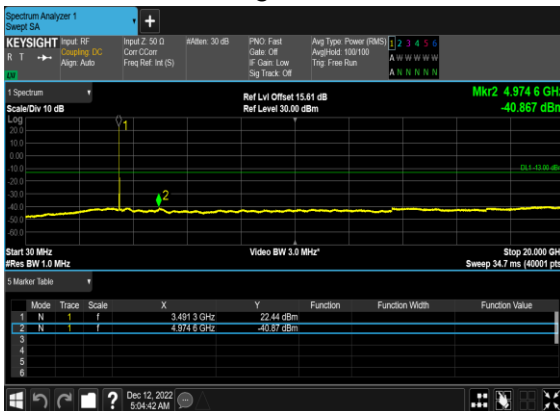 Spectrum Analyzer 1
Swept SA
KEYSIGHT Input: RF Input Z: 50 Ω #Atten: 30 dB PNO: Fast Avg Type: Power (RMS) 1 2 3 4 5 6
R T Coupling: DC Corr CCorr Gate: Off Avg|Hold: 100/100 A W W W W W
Align: Auto Freq Ref: Int (S) IF Gain: Low Trig: Free Run
Sig Track: Off A N N N N N
1 Spectrum Ref Lvl Offset 15.61 dB Mkr2 4.974 6 GHz
Scale/Div 10 dB Ref Level 30.00 dBm -40.867 dBm
Log
1
20.0
10.0
0.00
-10.0 DL1 -13.00 dBm
-20.0
-30.0 2
-40.0
-50.0
-60.0
Start 30 MHz Video BW 3.0 MHz* Stop 20.000 GH
#Res BW 1.0 MHz Sweep 34.7 ms (40001 pts
5 Marker Table
Mode Trace Scale X Y Function Function Width Function Value
1 N 1 f 3.491 3 GHz 22.44 dBm
2 N 1 f 4.974 6 GHz -40.87 dBm
3
4
5
6
? Dec 12, 2022
5:04:42 AM